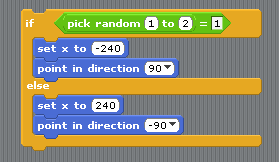 if pick random 1 to 2 = 1
set x to -240
point in direction 90
else
set x to 240
point in direction -90